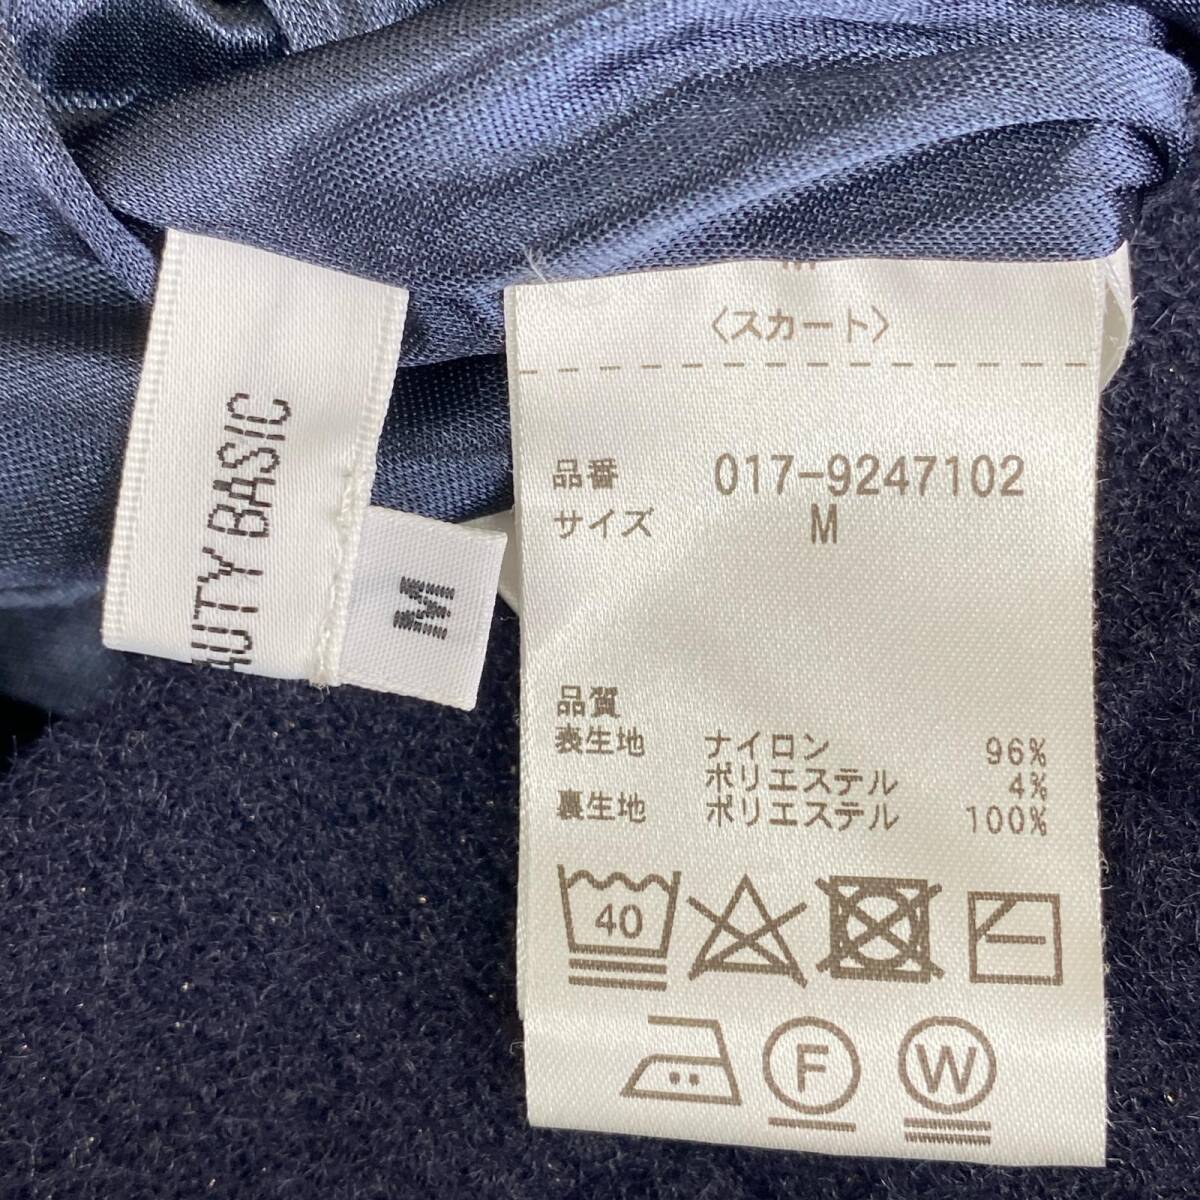 AUTY BASIC
M
〈スカート〉
品番 017-9247102
サイズ M
品質
表生地 ナイロン 96%
ポリエステル 4%
裏生地 ポリエステル 100%
40
F
W